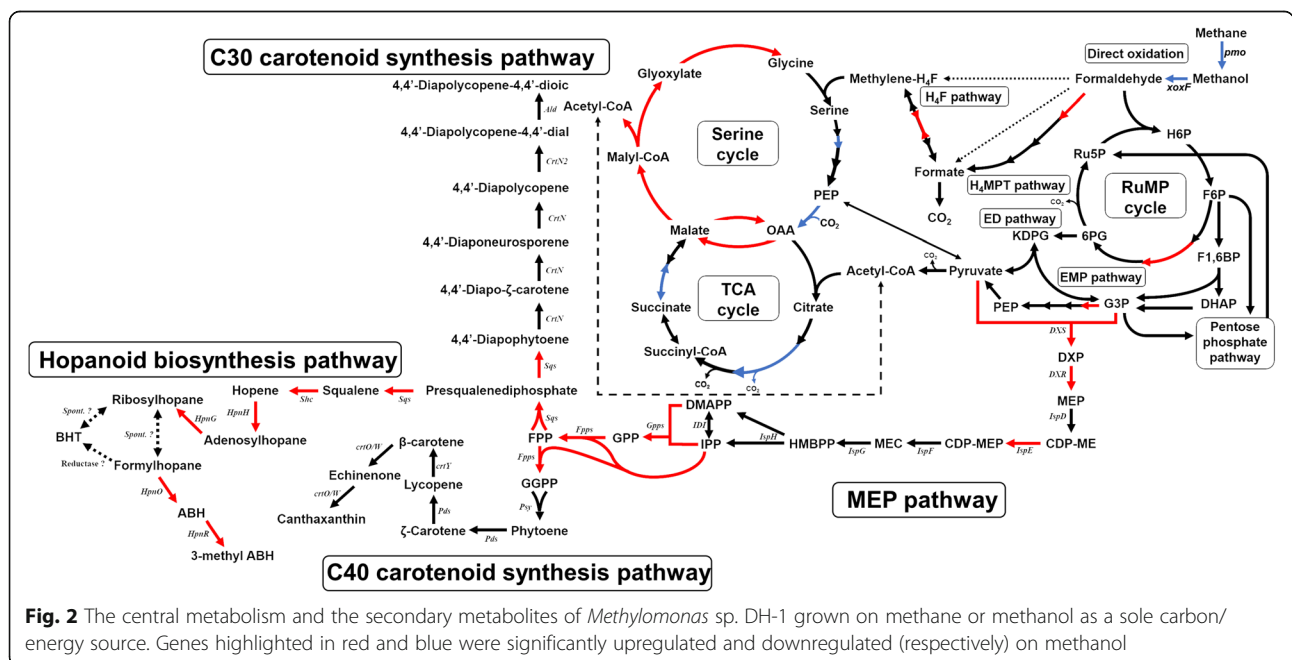 C30 carotenoid synthesis pathway
4,4'-Diapolycopene-4,4'-dioic
Ald
4,4'-Diapolycopene-4,4'-dial
CrtN2
4,4'-Diapolycopene
CrtN
4,4'-Diaponeurosporene
CrtN
4,4'-Diapo-ζ-carotene
CrtN
4,4'-Diapophytoene
Sqs
Presqualenediphosphate
Acetyl-CoA
Glyoxylate
Glycine
Serine
Serine
cycle
Malyl-CoA
PEP
CO₂
Malate
OAA
TCA
cycle
Succinate
Citrate
Succinyl-CoA
CO₂
CO₂
Acetyl-CoA
CO₂
Pyruvate
Methane
pmo
Direct oxidation
Methylene-H₄F
Formaldehyde
Methanol
xoxF
H₄F pathway
Formate
CO₂
H₄MPT pathway
H6P
Ru5P
RuMP
cycle
F6P
CO₂
ED pathway
KDPG
6PG
F1,6BP
EMP pathway
PEP
G3P
DHAP
Pentose
phosphate
pathway
DXS
DXP
DXR
MEP
IspD
CDP-ME
IspE
CDP-MEP
IspF
MEC
IspG
HMBPP
IspH
DMAPP
IDI
IPP
Gpps
GPP
Fpps
FPP
Sqs
Fpps
GGPP
Psy
Phytoene
Pds
ζ-Carotene
Pds
Lycopene
crtY
β-carotene
crtO/W
Echinenone
crtO/W
Canthaxanthin
MEP pathway
C40 carotenoid synthesis pathway
Hopanoid biosynthesis pathway
Sqs
Squalene
Shc
Hopene
HpnH
Adenosylhopane
HpnG
Ribosylhopane
Spont. ?
BHT
Spont. ?
Reductase ?
Formylhopane
HpnO
ABH
HpnR
3-methyl ABH
Fig. 2 The central metabolism and the secondary metabolites of Methylomonas sp. DH-1 grown on methane or methanol as a sole carbon/
energy source. Genes highlighted in red and blue were significantly upregulated and downregulated (respectively) on methanol